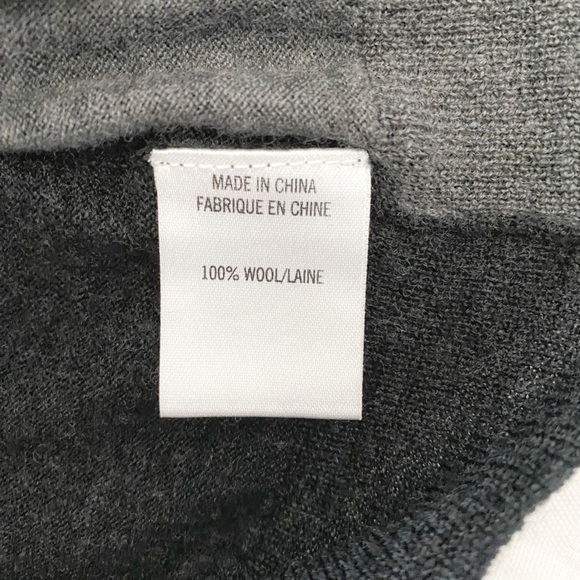 MADE IN CHINA
FABRIQUE EN CHINE
100% WOOL/LAINE